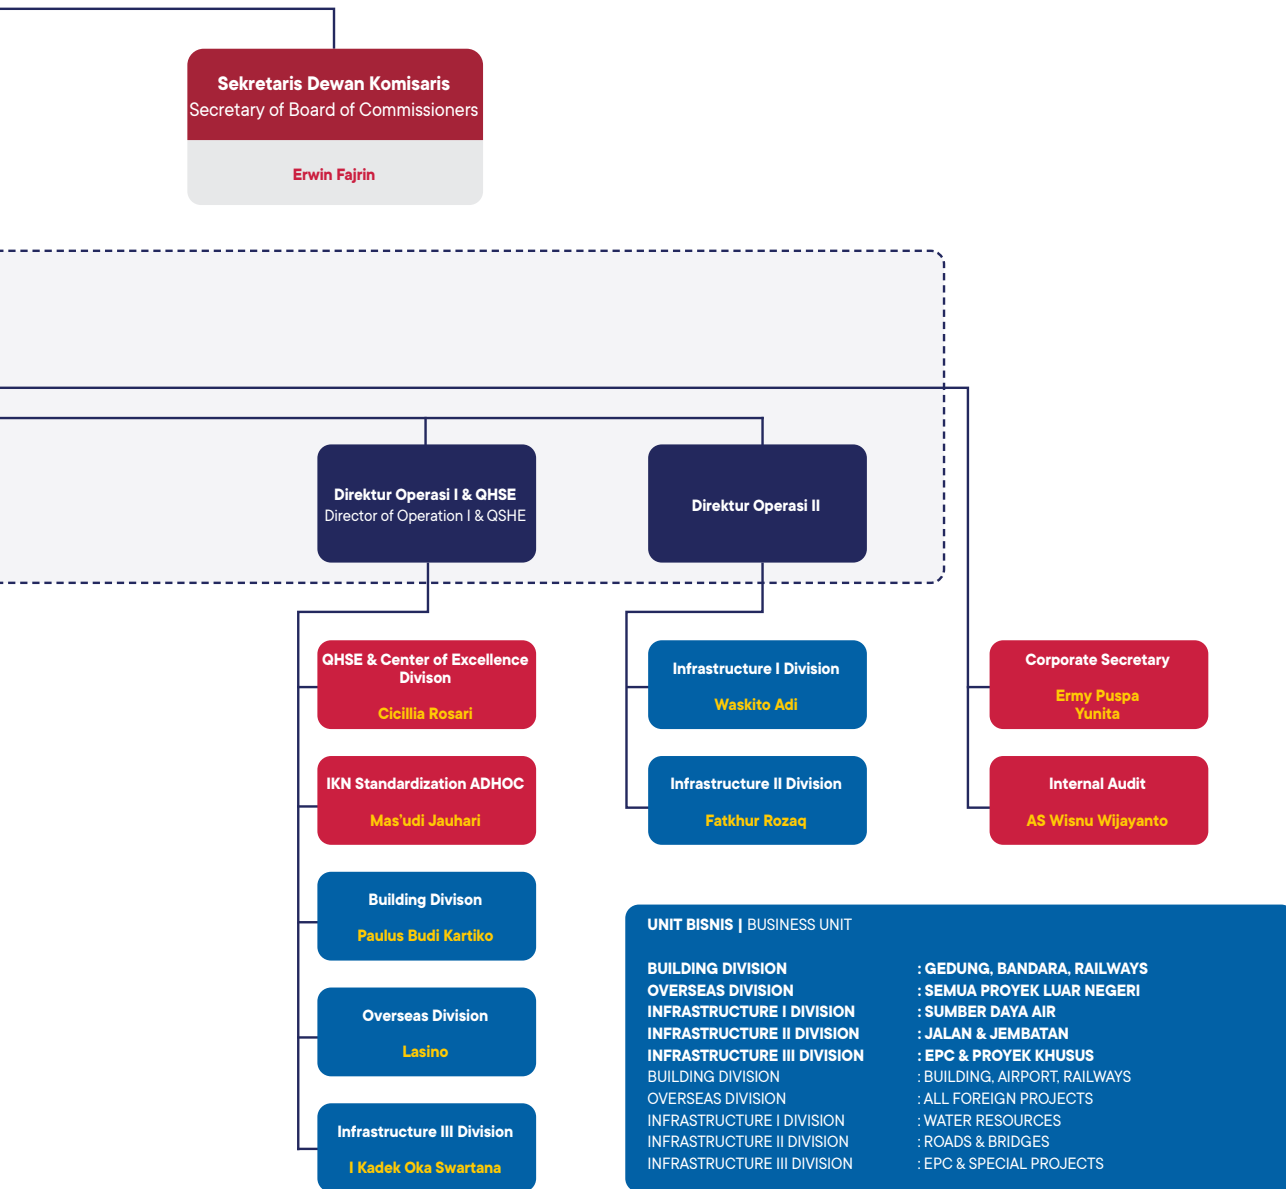 Sekretaris Dewan Komisaris
Secretary of Board of Commissioners
Erwin Fajrin
Direktur Operasi I & QHSE
Director of Operation I & QSHE
Direktur Operasi II
QHSE & Center of Excellence
Divison
Cicillia Rosari
IKN Standardization ADHOC
Mas'udi Jauhari
Building Divison
Paulus Budi Kartiko
Overseas Division
Lasino
Infrastructure III Division
I Kadek Oka Swartana
Infrastructure I Division
Waskito Adi
Infrastructure II Division
Fatkhur Rozaq
Corporate Secretary
Ermy Puspa
Yunita
Internal Audit
AS Wisnu Wijayanto
UNIT BISNIS | BUSINESS UNIT
BUILDING DIVISION : GEDUNG, BANDARA, RAILWAYS
OVERSEAS DIVISION : SEMUA PROYEK LUAR NEGERI
INFRASTRUCTURE I DIVISION : SUMBER DAYA AIR
INFRASTRUCTURE II DIVISION : JALAN & JEMBATAN
INFRASTRUCTURE III DIVISION : EPC & PROYEK KHUSUS
BUILDING DIVISION : BUILDING, AIRPORT, RAILWAYS
OVERSEAS DIVISION : ALL FOREIGN PROJECTS
INFRASTRUCTURE I DIVISION : WATER RESOURCES
INFRASTRUCTURE II DIVISION : ROADS & BRIDGES
INFRASTRUCTURE III DIVISION : EPC & SPECIAL PROJECTS